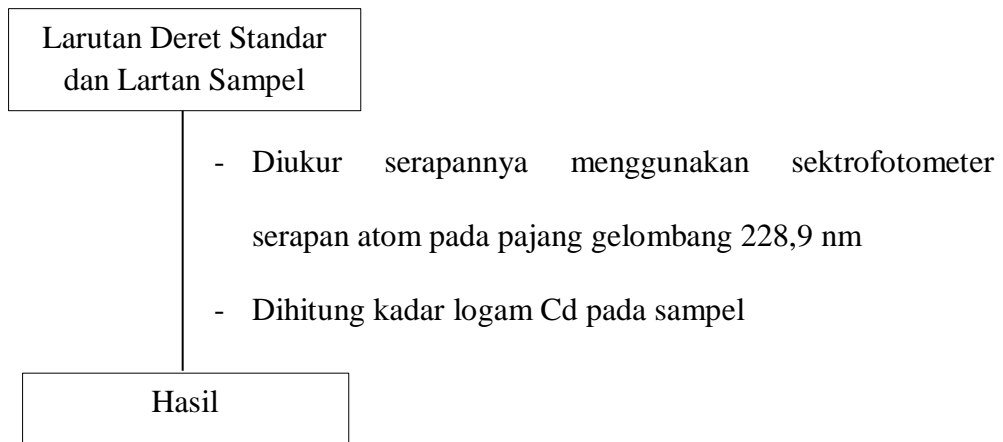 Larutan Deret Standar
dan Lartan Sampel
- Diukur serapannya menggunakan sektrofotometer
serapan atom pada pajang gelombang 228,9 nm
- Dihitung kadar logam Cd pada sampel
Hasil